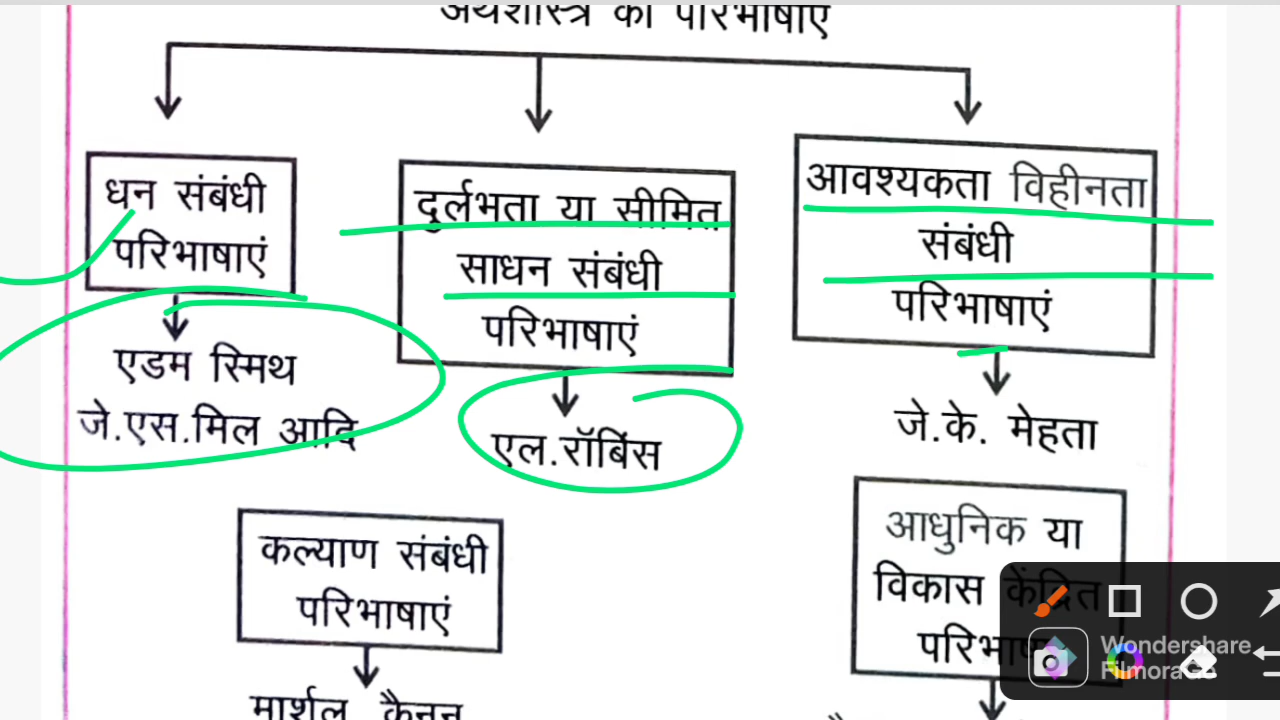 अर्थशास्त्र की परिभाषाएं
धन संबंधी
परिभाषाएं
एडम स्मिथ
जे.एस.मिल आदि
दुर्लभता या सीमित
साधन संबंधी
परिभाषाएं
एल.रॉबिंस
आवश्यकता विहीनता
संबंधी
परिभाषाएं
जे.के. मेहता
कल्याण संबंधी
परिभाषाएं
मार्शल, कैनन
आधुनिक या
विकास केंद्रित
Wondershare